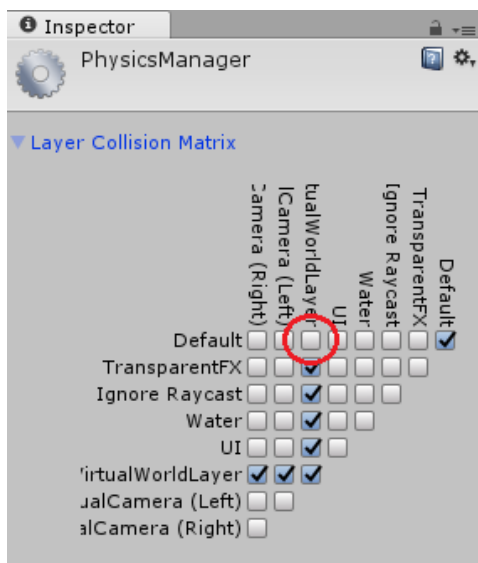 Inspector
PhysicsManager
Layer Collision Matrix
Camera (Right)
lCamera (Left)
tualWorldLayer
UI
Water
Ignore Raycast
TransparentFX
Default
Default
TransparentFX
Ignore Raycast
Water
UI
VirtualWorldLayer
ualCamera (Left)
alCamera (Right)